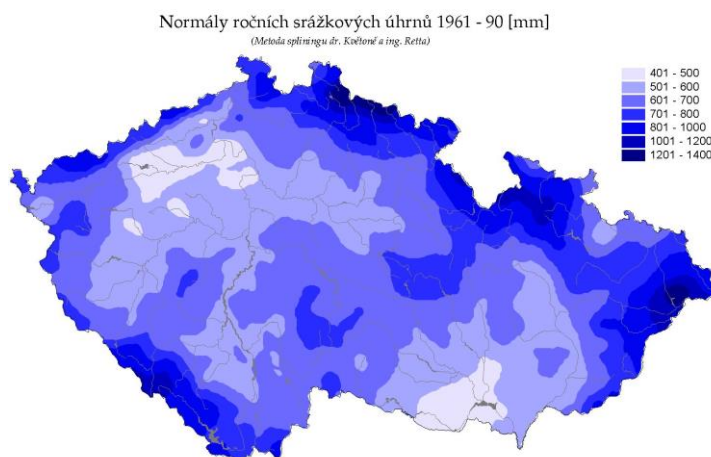 Normály ročních srážkových úhrnů 1961 - 90 [mm]
(Metoda spliningu dr. Květoně a ing. Retta)
401 - 500
501 - 600
601 - 700
701 - 800
801 - 1000
1001 - 1200
1201 - 1400